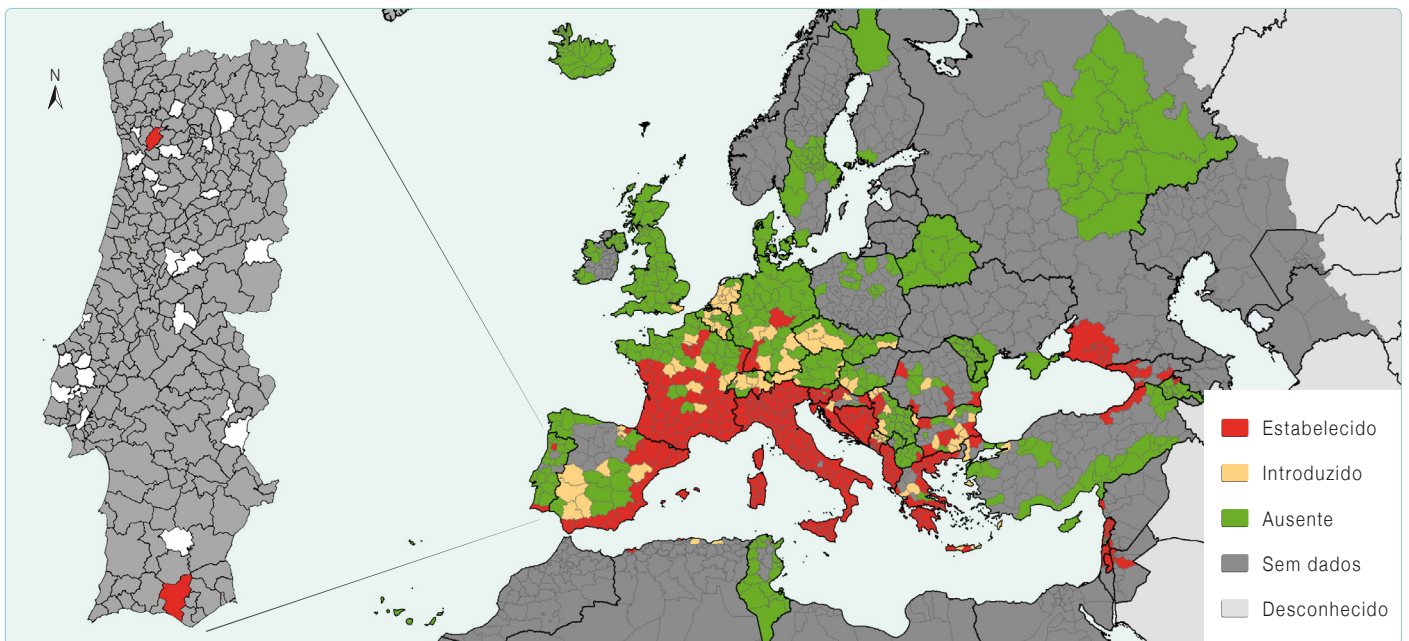 N
Estabelecido
Introduzido
Ausente
Sem dados
Desconhecido